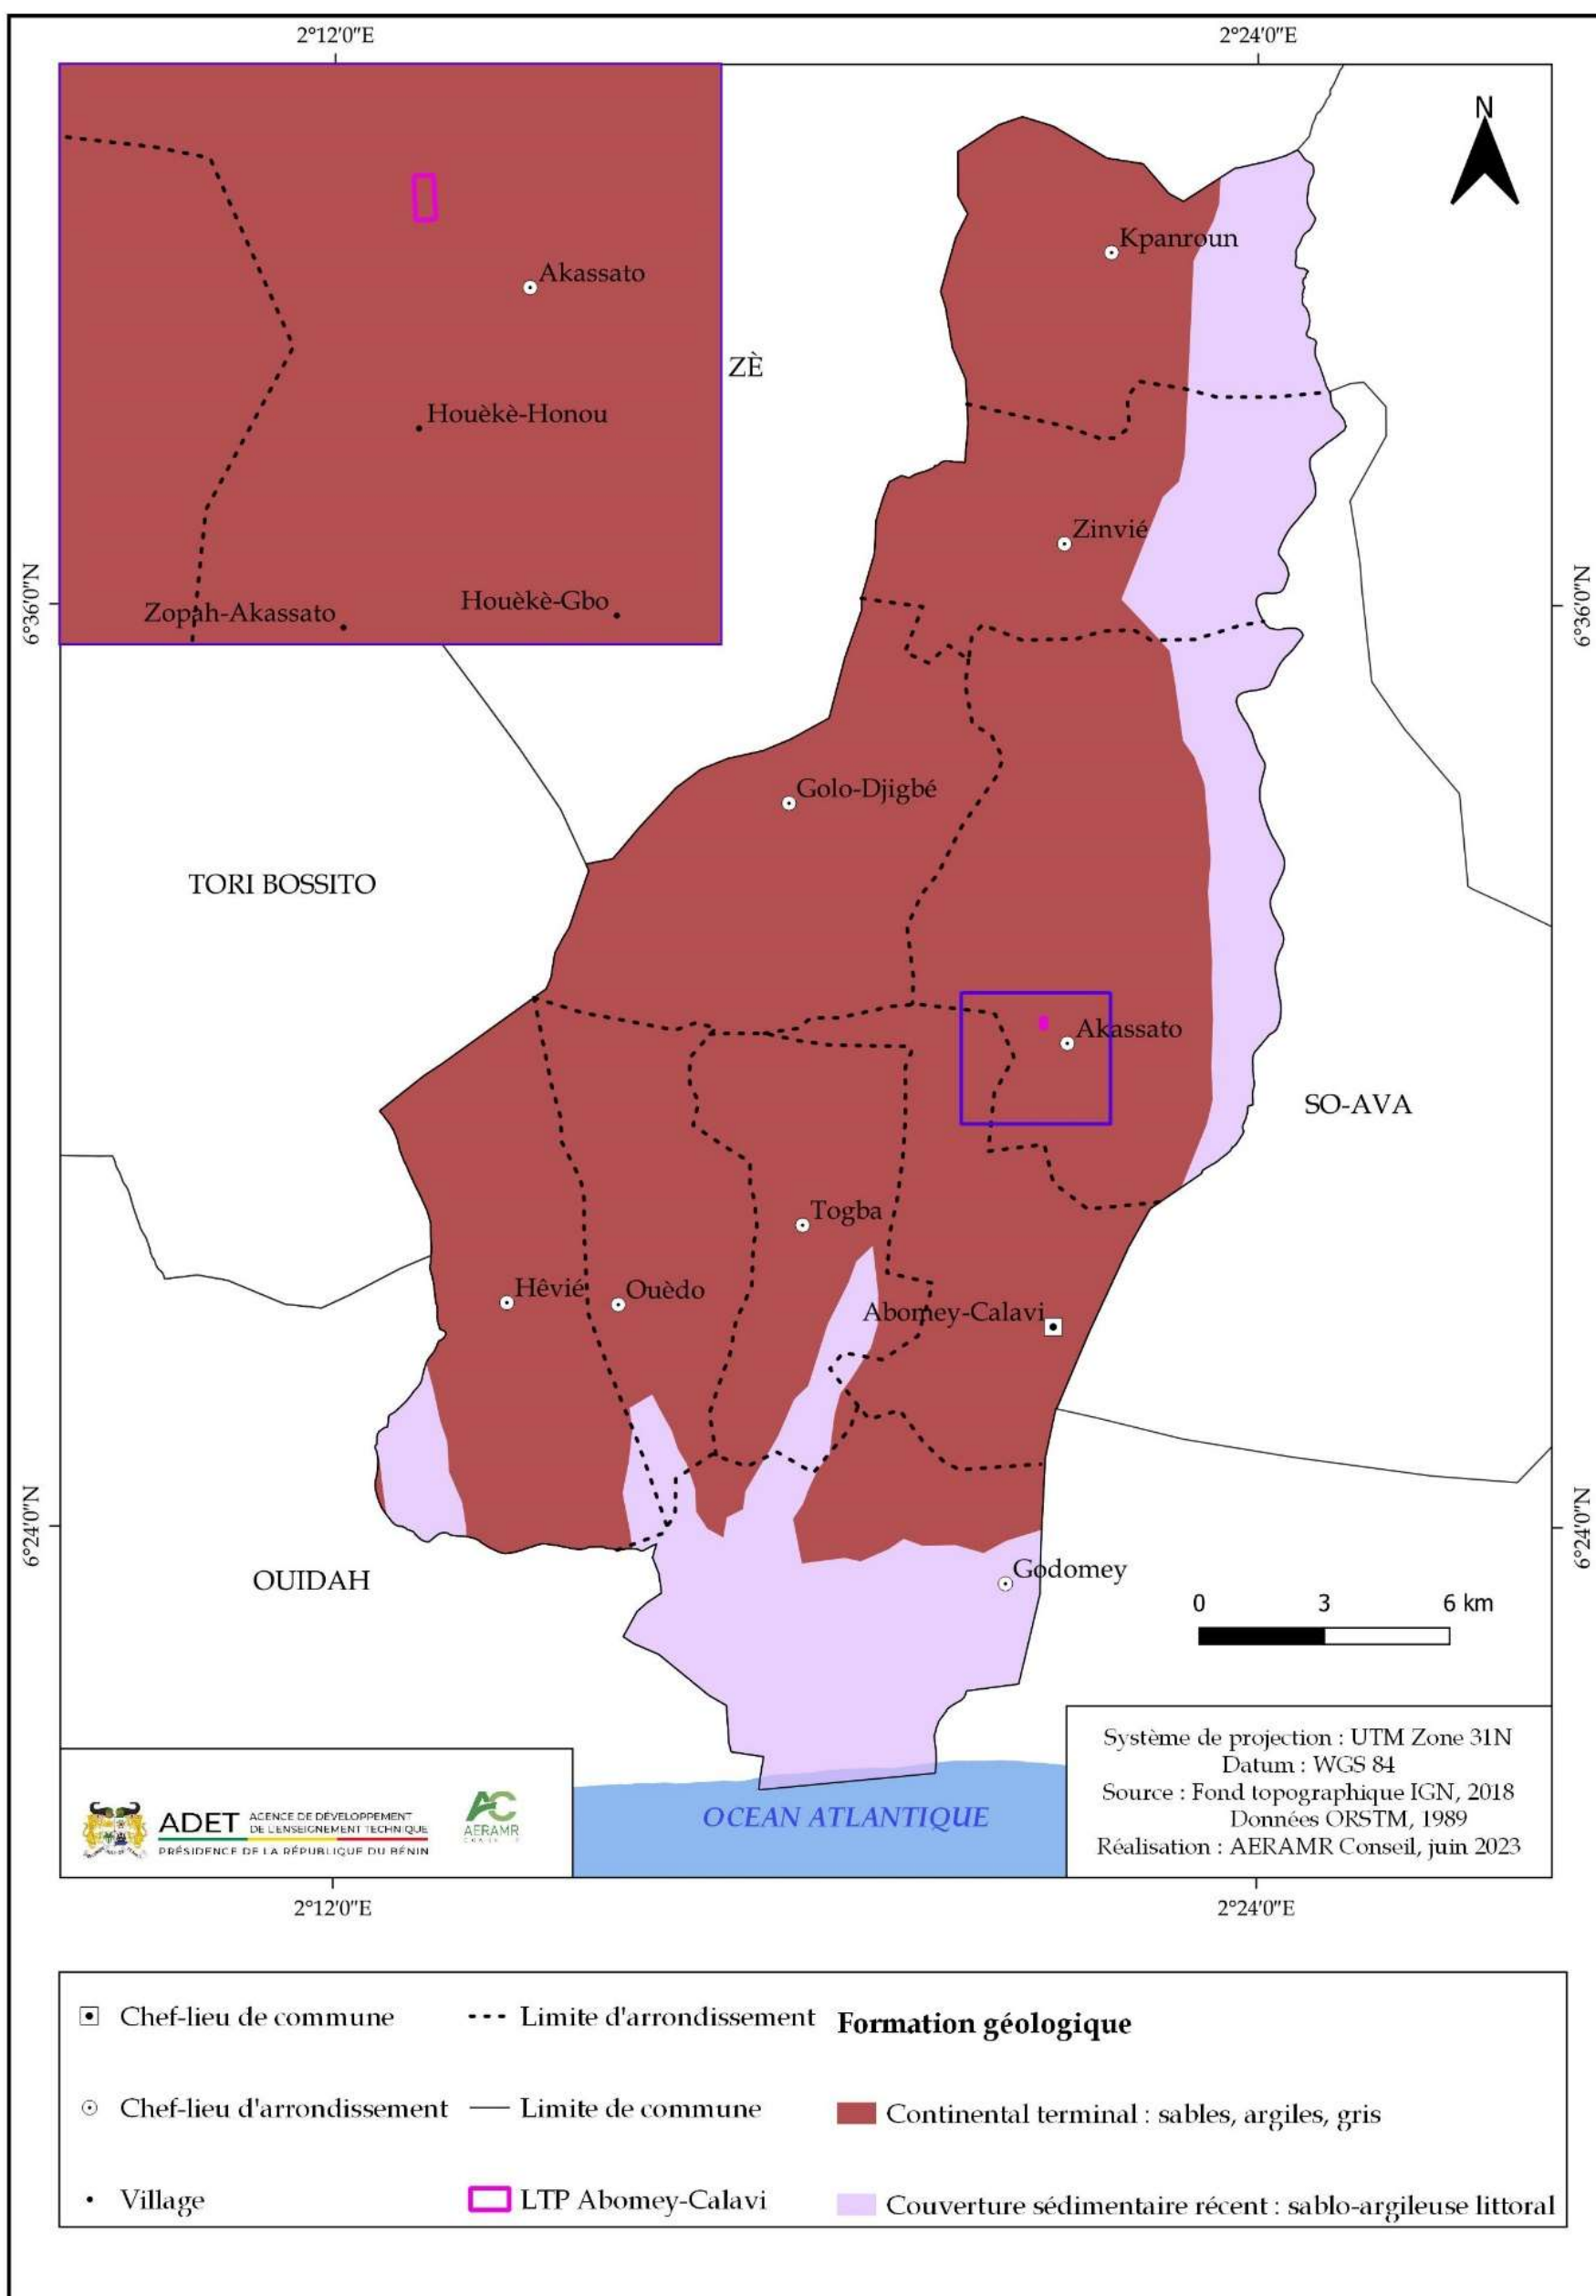 2°12'0"E
2°24'0"E
N
Kpanroun
Akassato
ZÈ
Houèkè-Honou
Zinvié
6°36'0"N
6°36'0"N
Zopah-Akassato
Houèkè-Gbo
Golo-Djigbé
TORI BOSSITO
Akassato
SO-AVA
Togba
Hêvié
Ouèdo
Abomey-Calavi
6°24'0"N
6°24'0"N
OUIDAH
Godomey
0 3 6 km
Système de projection : UTM Zone 31N
Datum : WGS 84
Source : Fond topographique IGN, 2018
Données ORSTM, 1989
Réalisation : AERAMR Conseil, juin 2023
OCEAN ATLANTIQUE
ADET
AGENCE DE DÉVELOPPEMENT
DE L'ENSEIGNEMENT TECHNIQUE
PRÉSIDENCE DE LA RÉPUBLIQUE DU BÉNIN
AC
AERAMR
2°12'0"E
2°24'0"E
Chef-lieu de commune
Limite d'arrondissement
Formation géologique
Chef-lieu d'arrondissement
Limite de commune
Continental terminal : sables, argiles, gris
Village
LTP Abomey-Calavi
Couverture sédimentaire récent : sablo-argileuse littoral